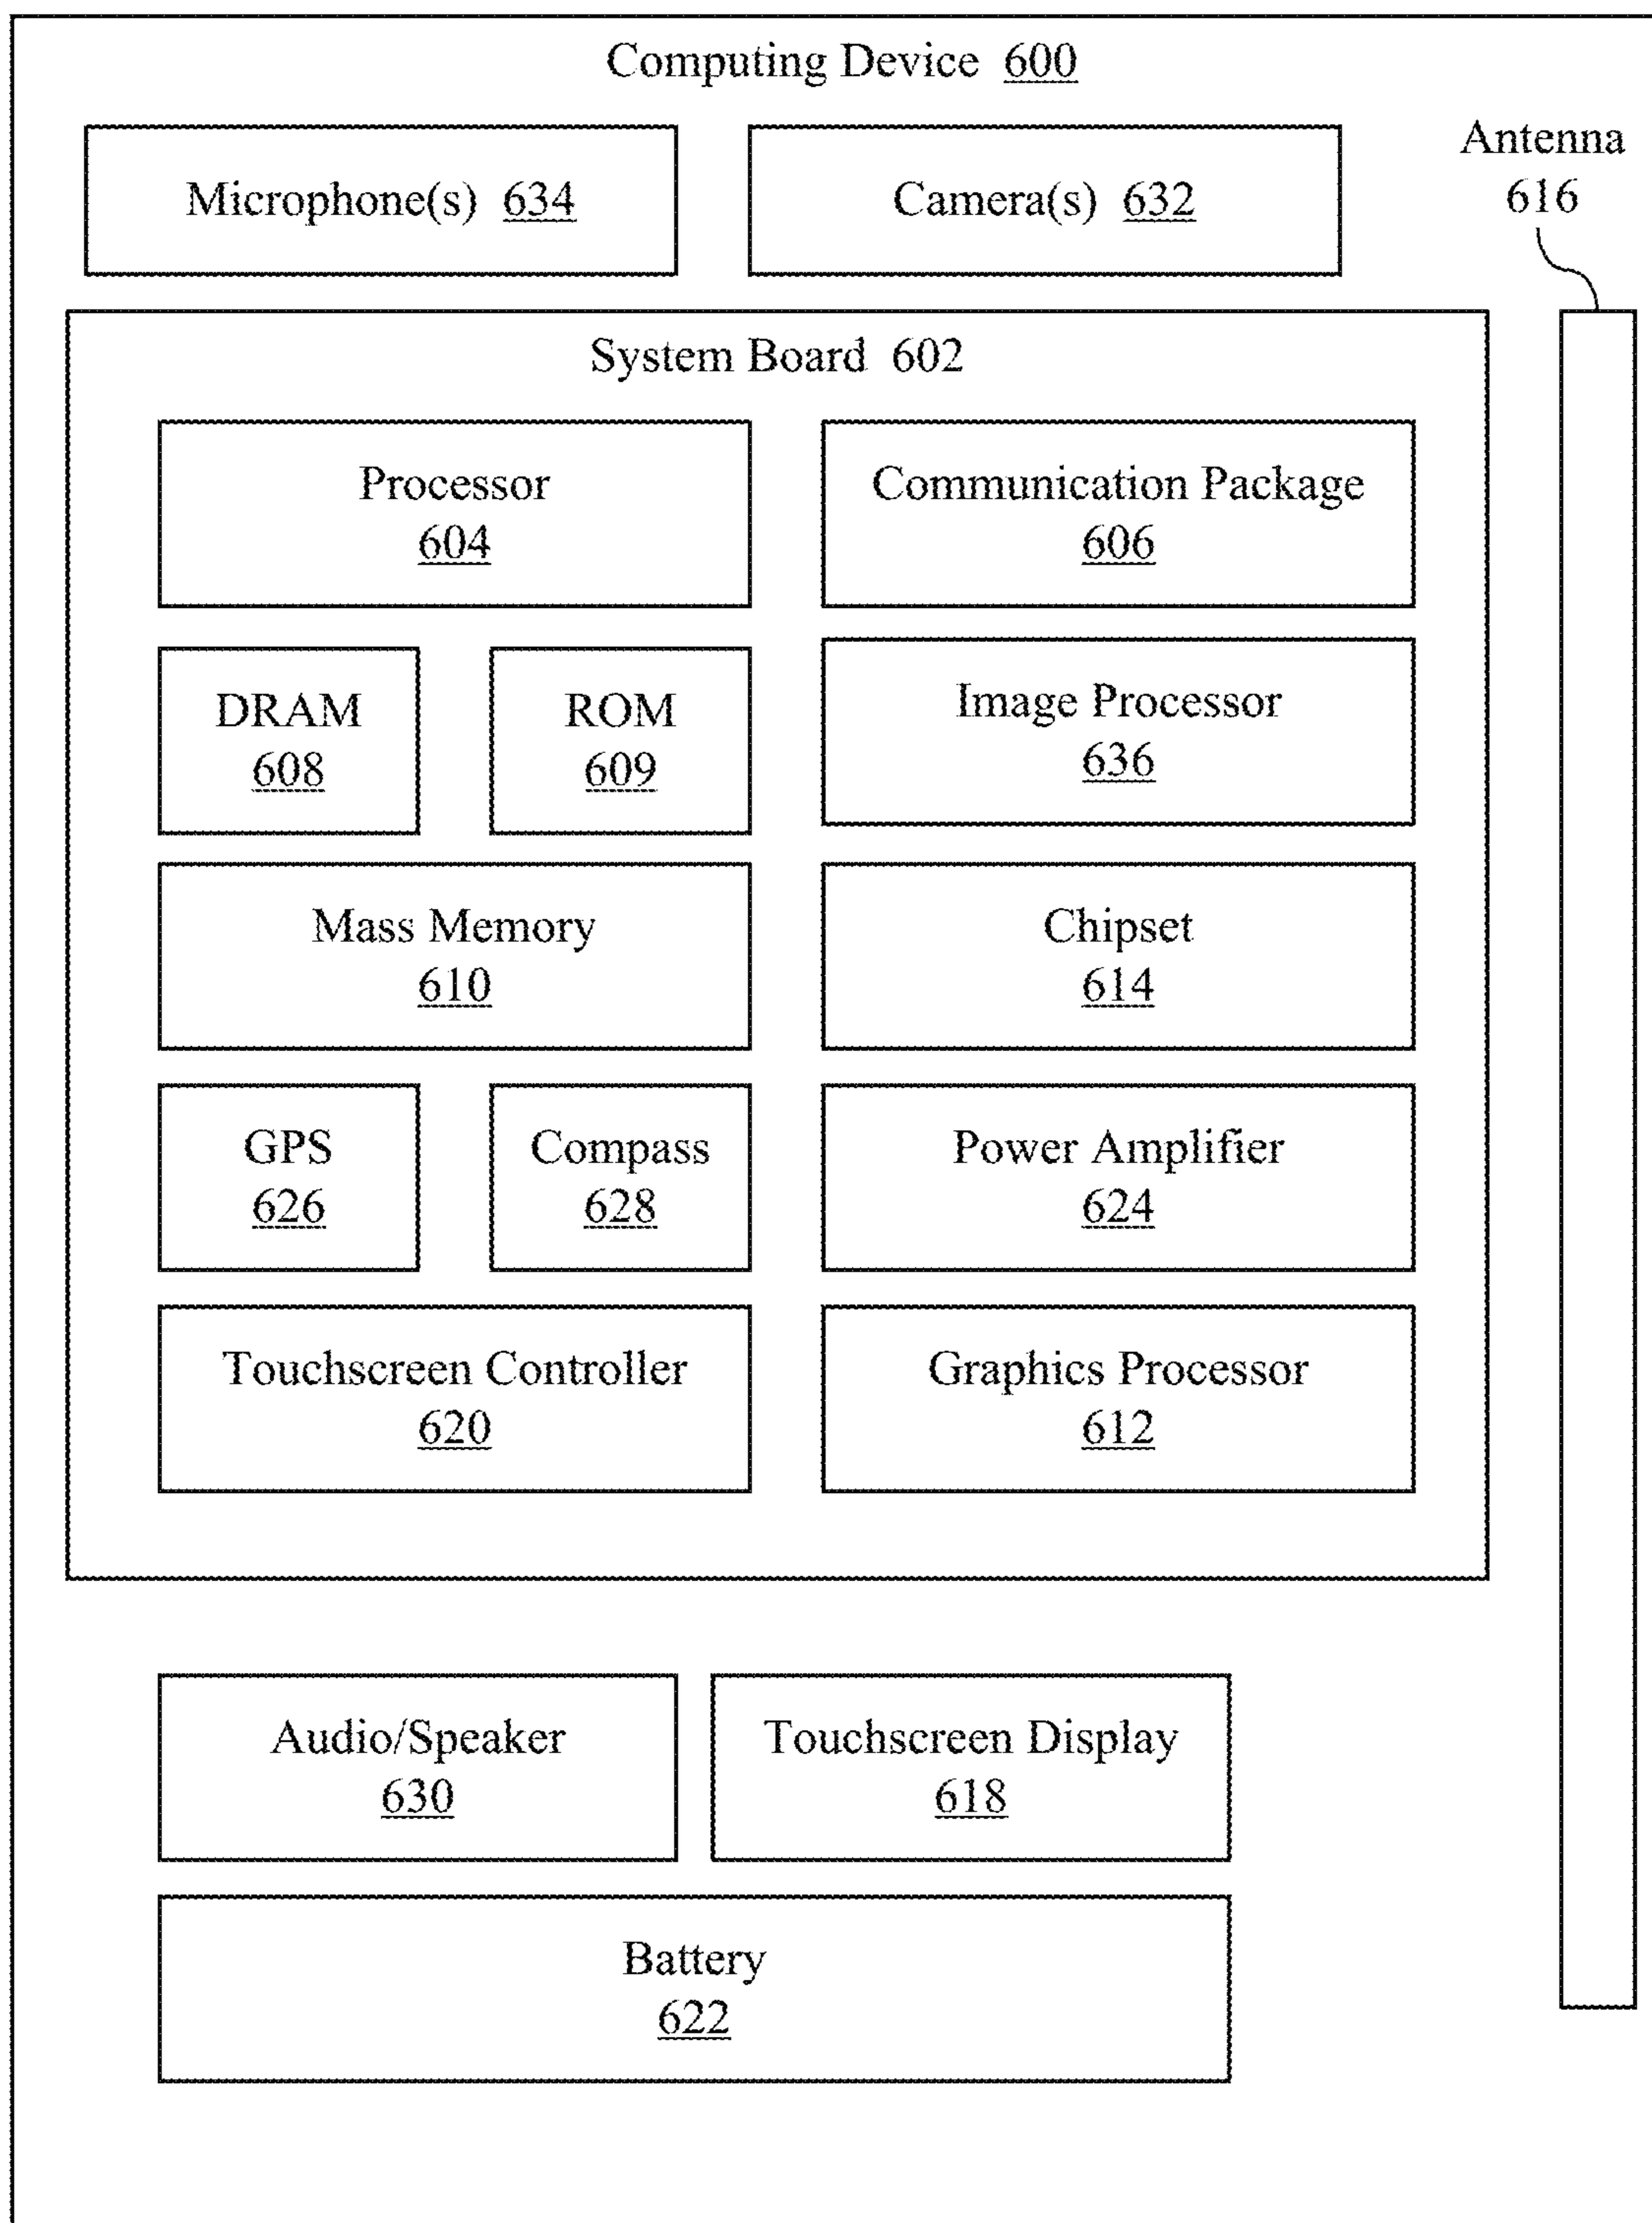 Computing Device 600
Microphone(s) 634
Camera(s) 632
Antenna
616
System Board 602
Processor
604
Communication Package
606
DRAM
608
ROM
609
Image Processor
636
Mass Memory
610
Chipset
614
GPS
626
Compass
628
Power Amplifier
624
Touchscreen Controller
620
Graphics Processor
612
Audio/Speaker
630
Touchscreen Display
618
Battery
622